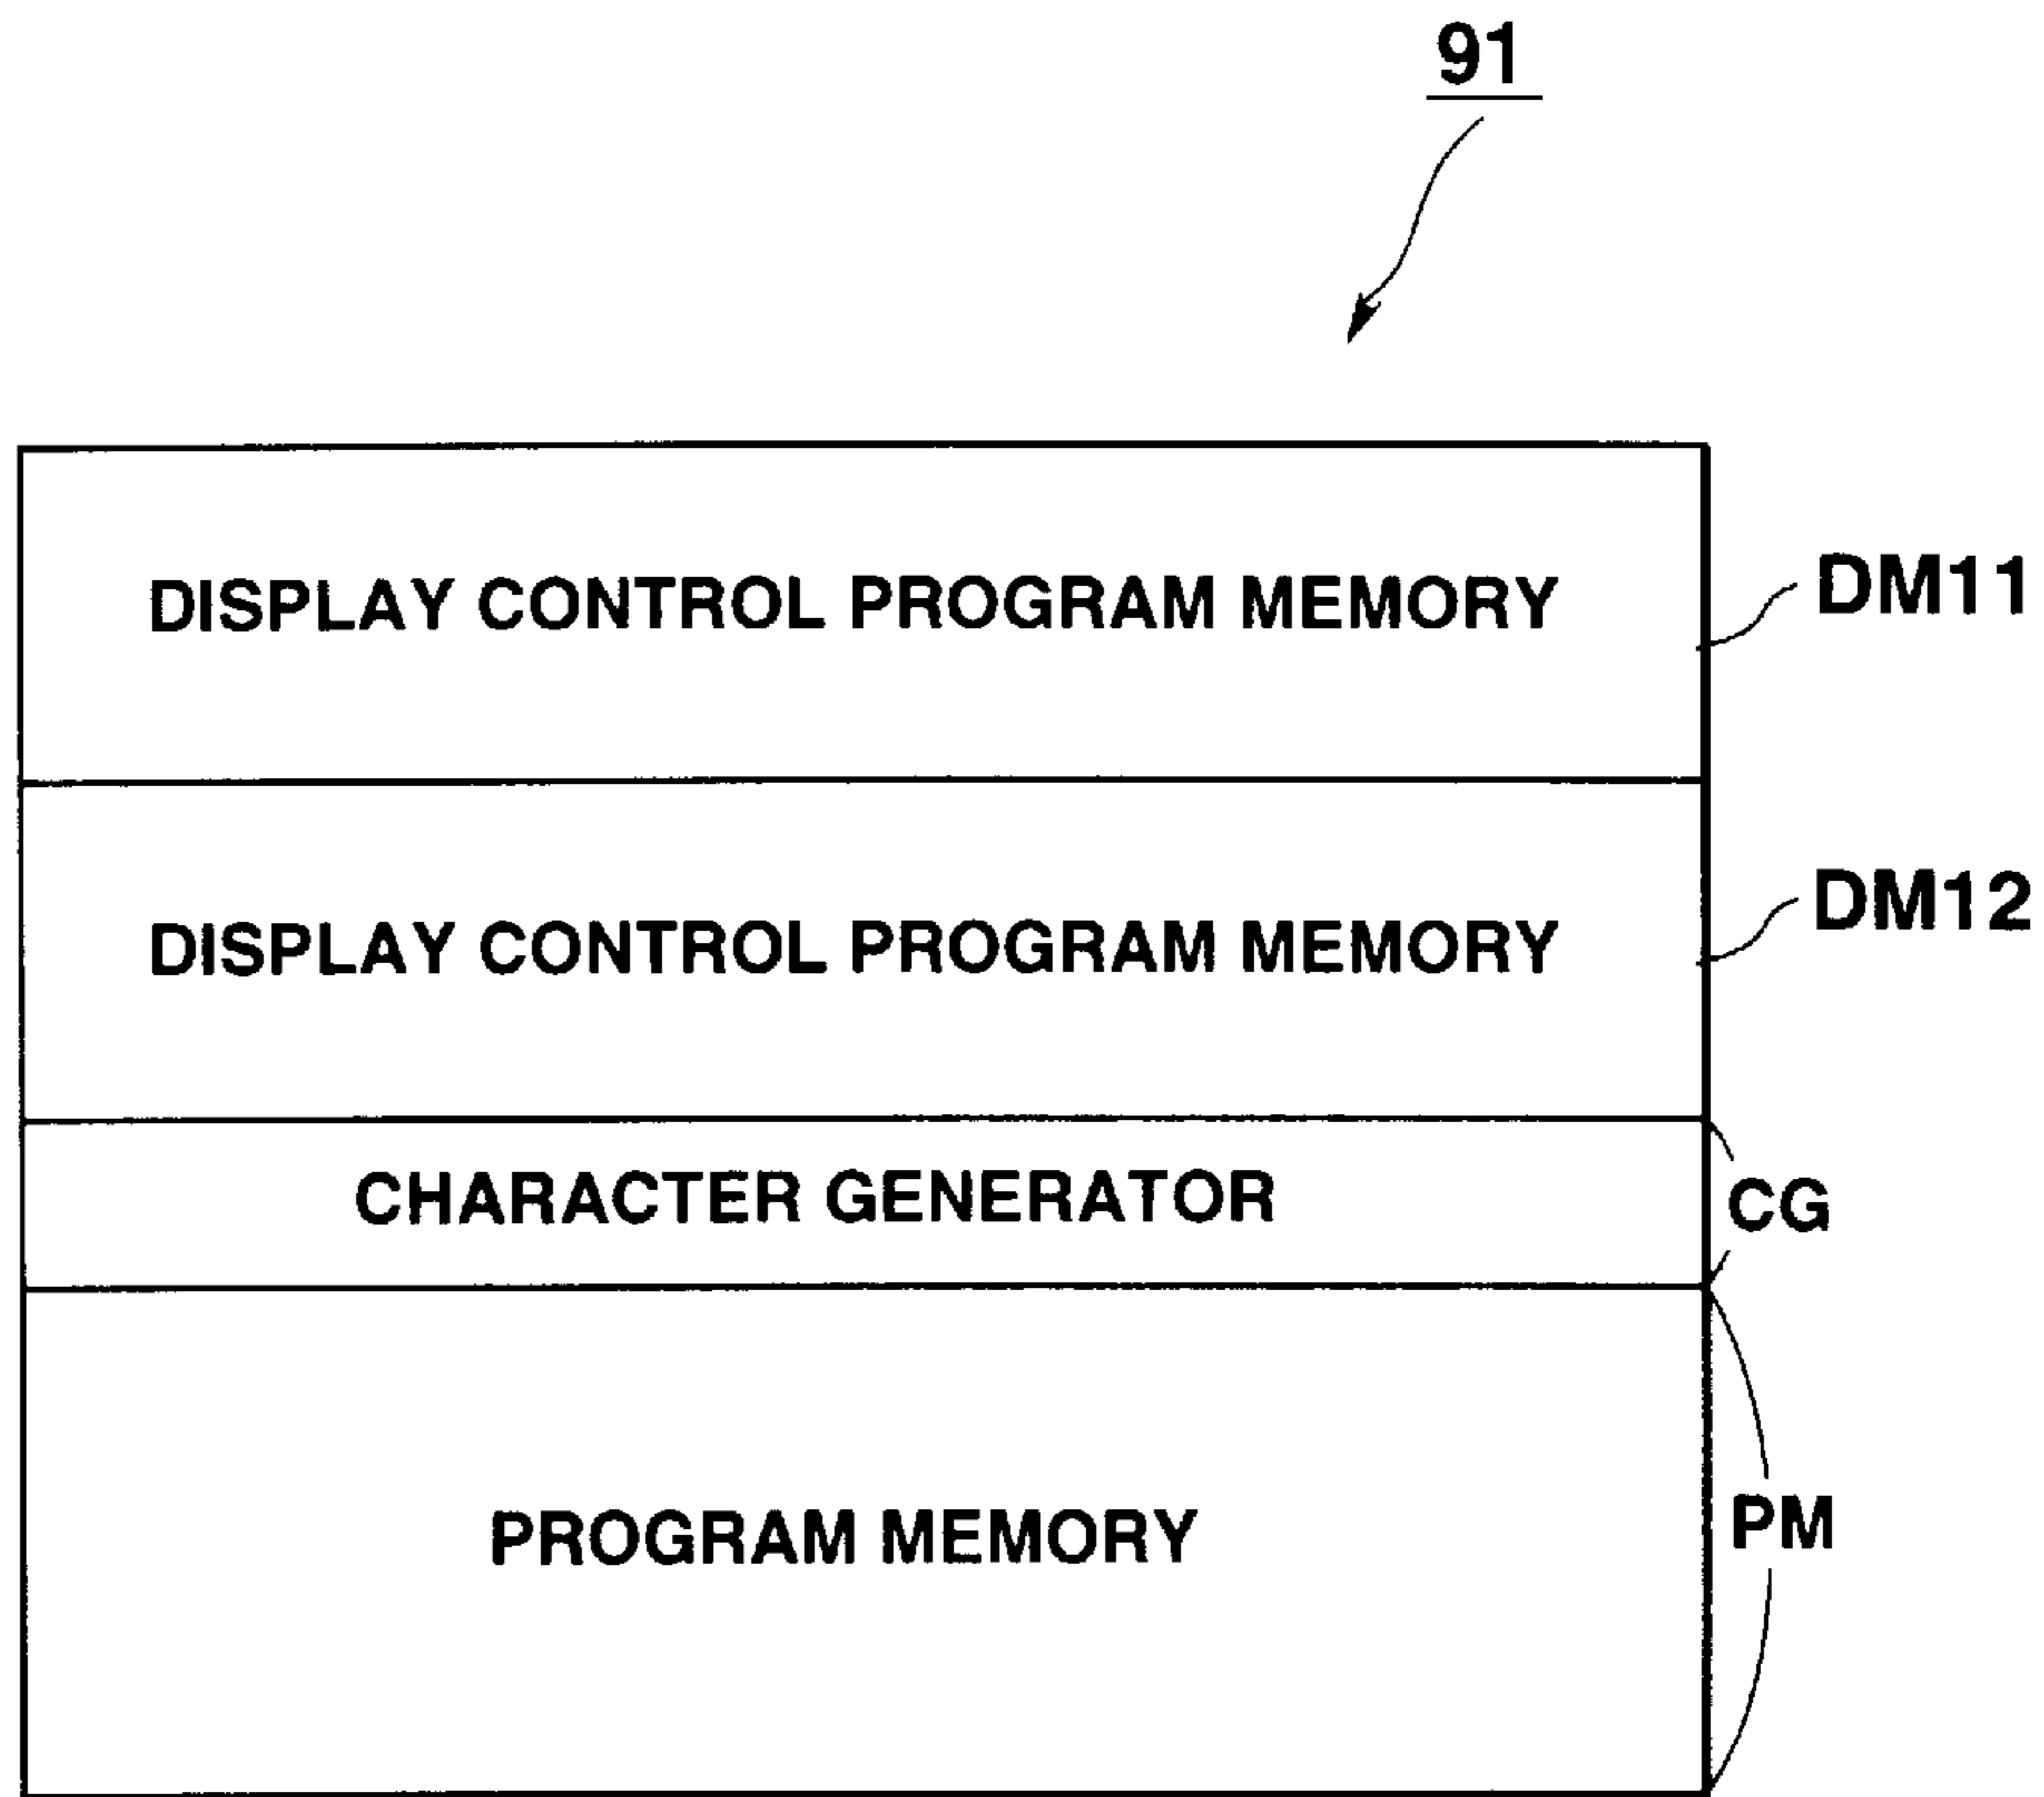 91
DISPLAY CONTROL PROGRAM MEMORY
DM11
DISPLAY CONTROL PROGRAM MEMORY
DM12
CHARACTER GENERATOR
CG
PROGRAM MEMORY
PM